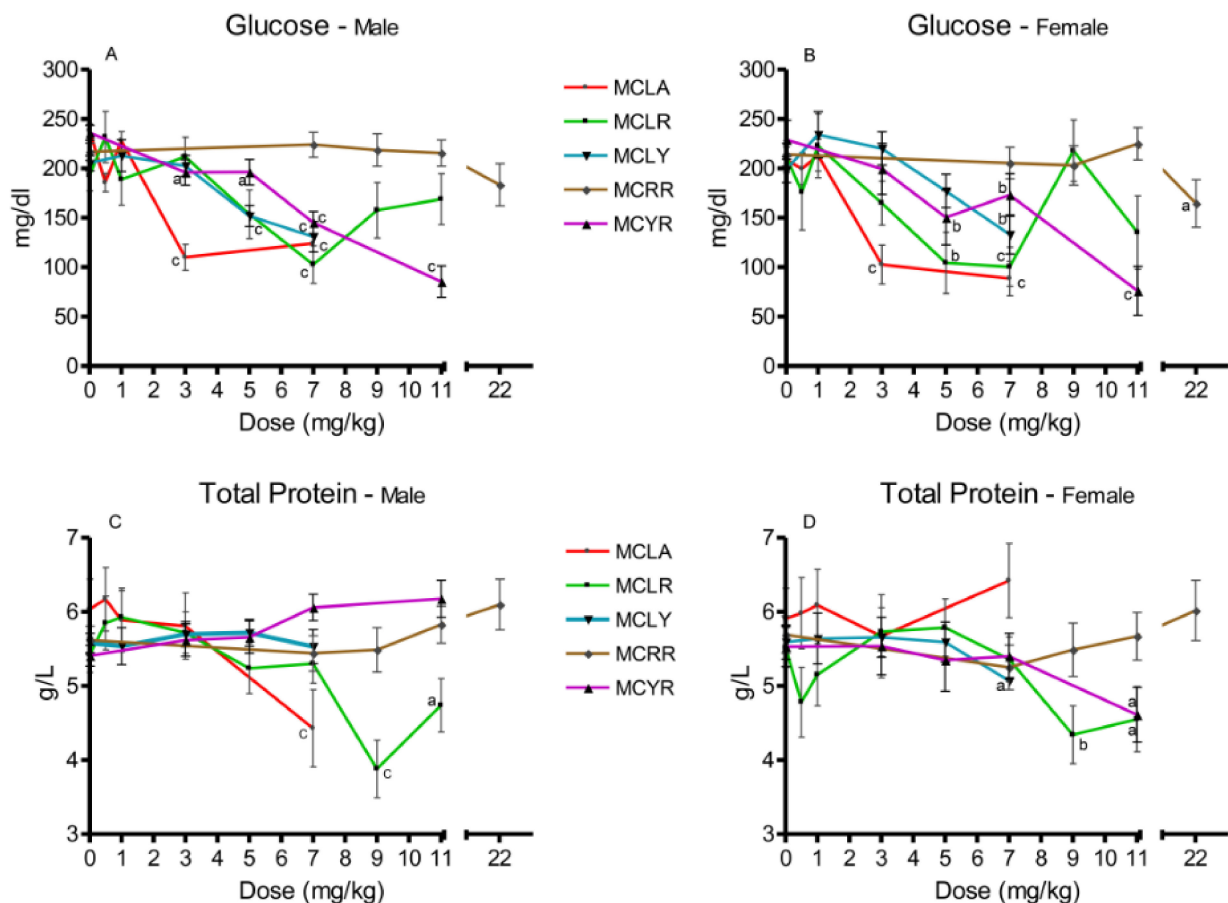 Glucose - Male
A
300
250
200
150
100
50
0
mg/dl
a
a
c
c
c
c
c
c
c
0 1 2 3 4 5 6 7 8 9 10 11 22
Dose (mg/kg)
MCLA
MCLR
MCLY
MCRR
MCYR
Glucose - Female
B
300
250
200
150
100
50
0
mg/dl
c
b
b
b
b
c
c
c
a
0 1 2 3 4 5 6 7 8 9 10 11 22
Dose (mg/kg)
Total Protein - Male
C
7
6
5
4
3
g/L
c
c
a
0 1 2 3 4 5 6 7 8 9 10 11 22
Dose (mg/kg)
MCLA
MCLR
MCLY
MCRR
MCYR
Total Protein - Female
D
7
6
5
4
3
g/L
a
b
a
a
0 1 2 3 4 5 6 7 8 9 10 11 22
Dose (mg/kg)